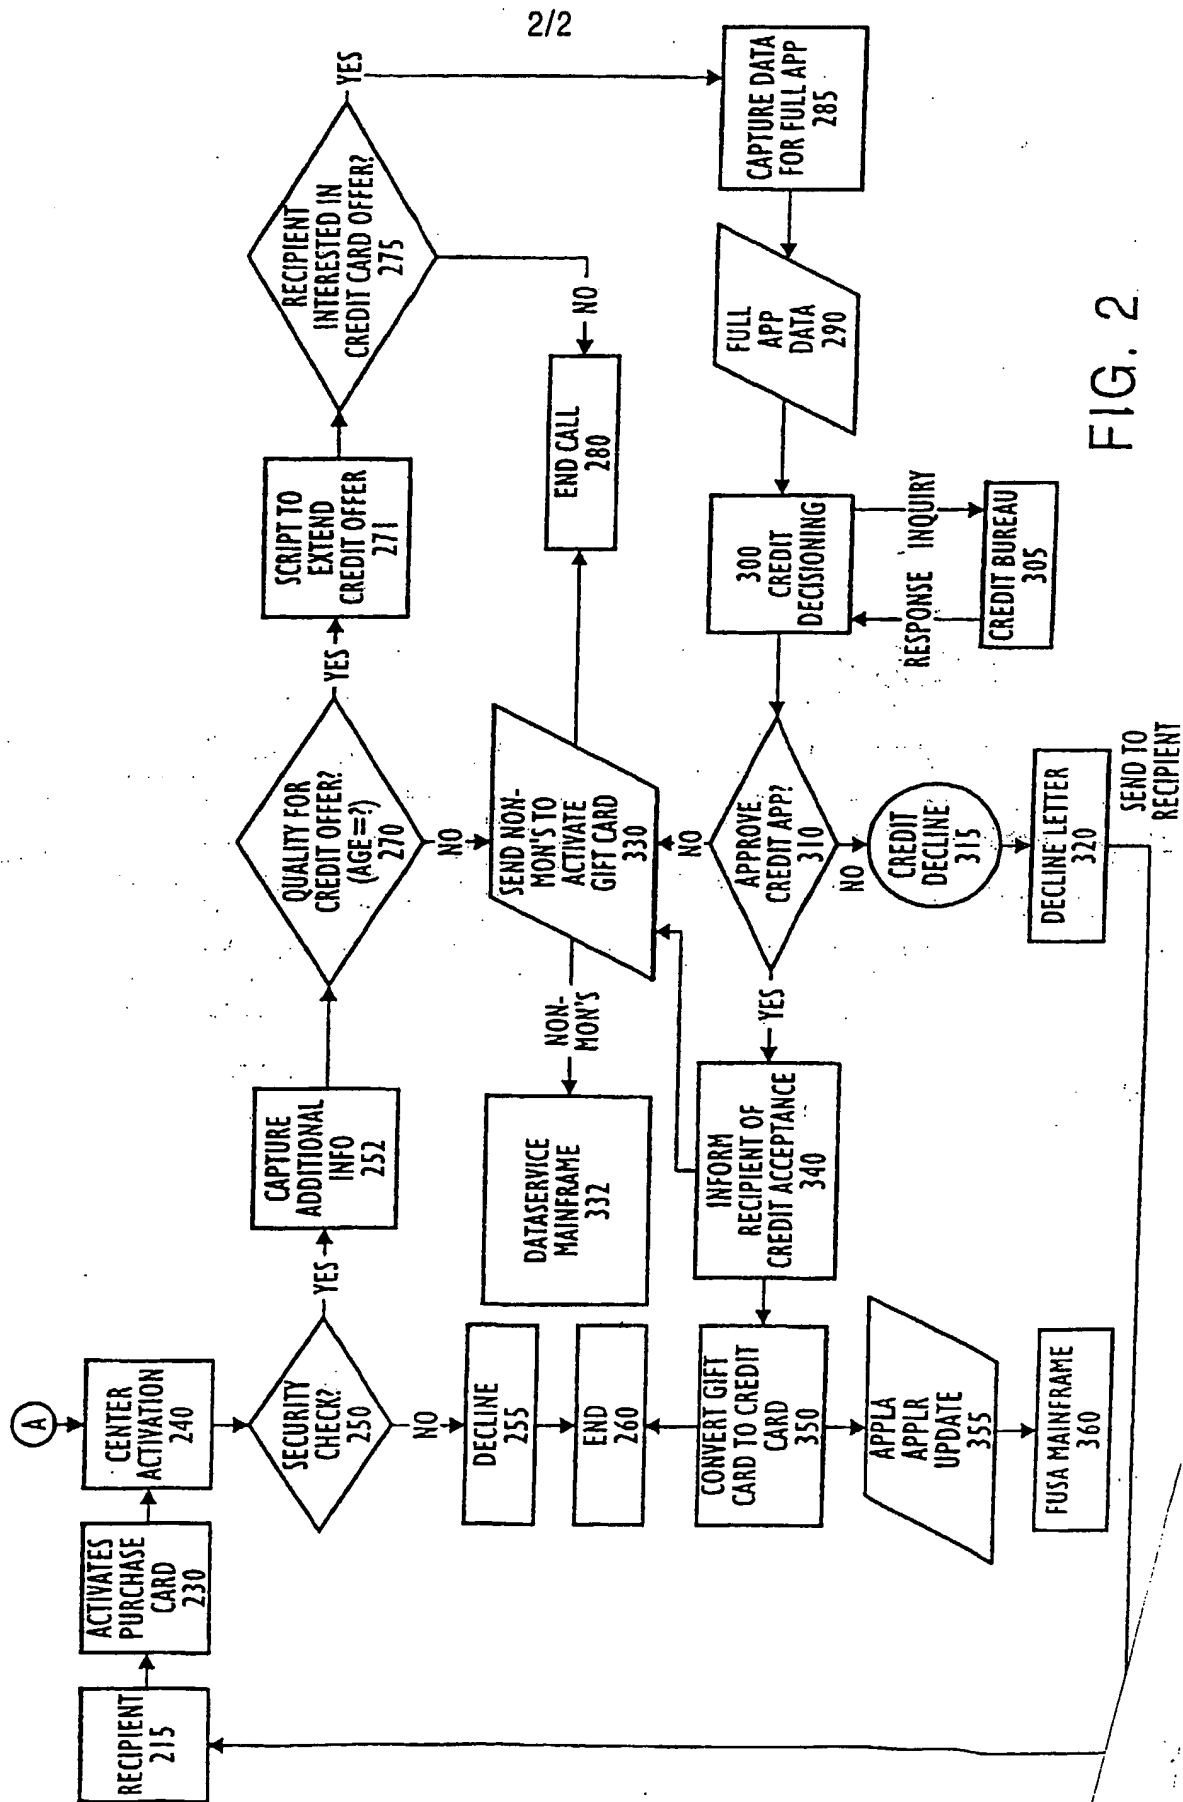 2/2
A
RECIPIENT
215
ACTIVATES
PURCHASE
CARD
230
CENTER
ACTIVATION
240
SECURITY
CHECK?
250
YES
NO
CAPTURE
ADDITIONAL
INFO
252
QUALITY FOR
CREDIT OFFER?
(AGE=?)
270
YES
NO
SCRIPT TO
EXTEND
CREDIT OFFER
271
RECIPIENT
INTERESTED IN
CREDIT CARD OFFER?
275
YES
NO
DECLINE
255
END
260
DATASERVICE
MAINFRAME
332
NON-
MON'S
SEND NON-
MON'S TO
ACTIVATE
GIFT CARD
330
END CALL
280
CONVERT GIFT
CARD TO CREDIT
CARD
350
INFORM
RECIPIENT OF
CREDIT ACCEPTANCE
340
YES
APPROVE
CREDIT APP?
310
NO
NO
300
CREDIT
DECISIONING
FULL
APP
DATA
290
CAPTURE DATA
FOR FULL APP
285
APPLA
APPLR
UPDATE
355
CREDIT
DECLINE
315
RESPONSE
INQUIRY
FUSA MAINFRAME
360
DECLINE LETTER
320
CREDIT BUREAU
305
SEND TO
RECIPIENT
FIG. 2